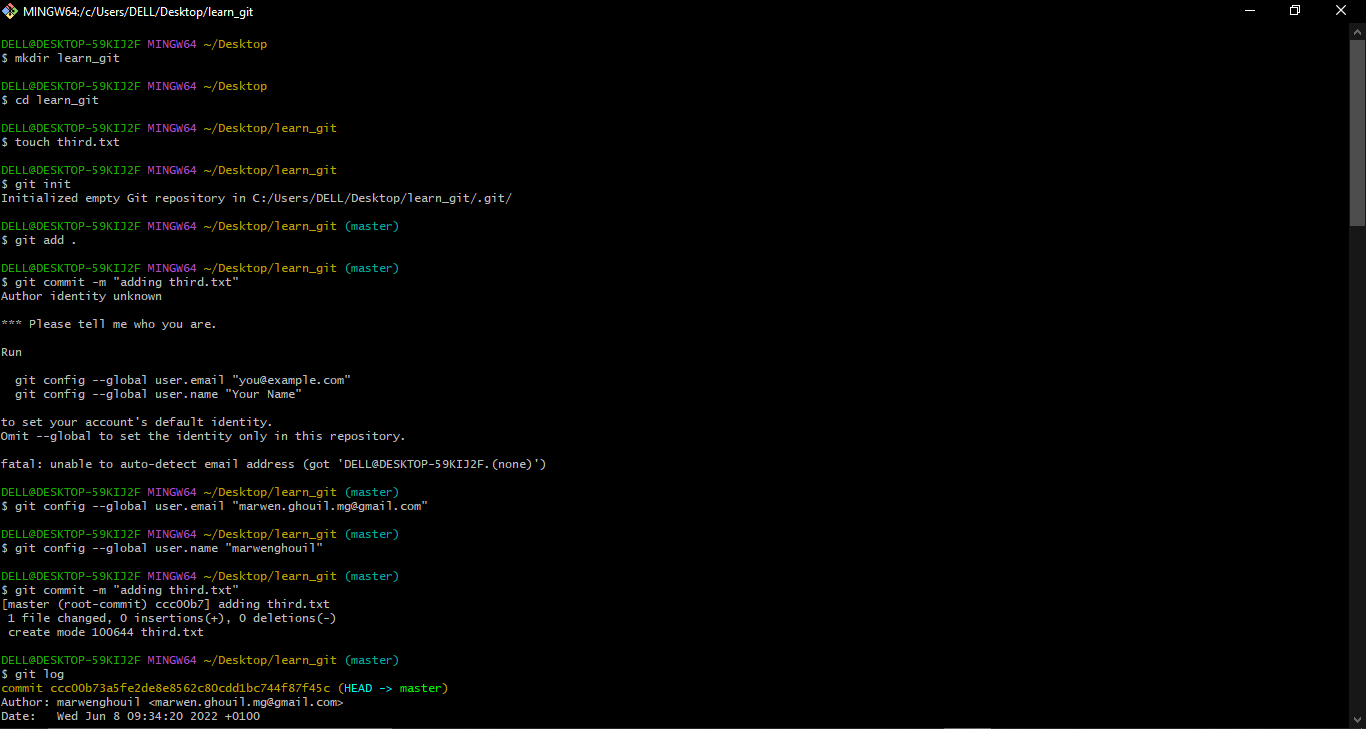 MINGW64:/c/Users/DELL/Desktop/learn_git
DELL@DESKTOP-59KIJ2F MINGW64 ~/Desktop
$ mkdir learn_git
DELL@DESKTOP-59KIJ2F MINGW64 ~/Desktop
$ cd learn_git
DELL@DESKTOP-59KIJ2F MINGW64 ~/Desktop/learn_git
$ touch third.txt
DELL@DESKTOP-59KIJ2F MINGW64 ~/Desktop/learn_git
$ git init
Initialized empty Git repository in C:/Users/DELL/Desktop/learn_git/.git/
DELL@DESKTOP-59KIJ2F MINGW64 ~/Desktop/learn_git (master)
$ git add .
DELL@DESKTOP-59KIJ2F MINGW64 ~/Desktop/learn_git (master)
$ git commit -m "adding third.txt"
Author identity unknown
*** Please tell me who you are.
Run
  git config --global user.email "you@example.com"
  git config --global user.name "Your Name"
to set your account's default identity.
Omit --global to set the identity only in this repository.
fatal: unable to auto-detect email address (got 'DELL@DESKTOP-59KIJ2F.(none)')
DELL@DESKTOP-59KIJ2F MINGW64 ~/Desktop/learn_git (master)
$ git config --global user.email "marwen.ghouil.mg@gmail.com"
DELL@DESKTOP-59KIJ2F MINGW64 ~/Desktop/learn_git (master)
$ git config --global user.name "marwenghouil"
DELL@DESKTOP-59KIJ2F MINGW64 ~/Desktop/learn_git (master)
$ git commit -m "adding third.txt"
[master (root-commit) ccc00b7] adding third.txt
 1 file changed, 0 insertions(+), 0 deletions(-)
 create mode 100644 third.txt
DELL@DESKTOP-59KIJ2F MINGW64 ~/Desktop/learn_git (master)
$ git log
commit ccc00b73a5fe2de8e8562c80cdd1bc744f87f45c (HEAD -> master)
Author: marwenghouil <marwen.ghouil.mg@gmail.com>
Date:   Wed Jun 8 09:34:20 2022 +0100